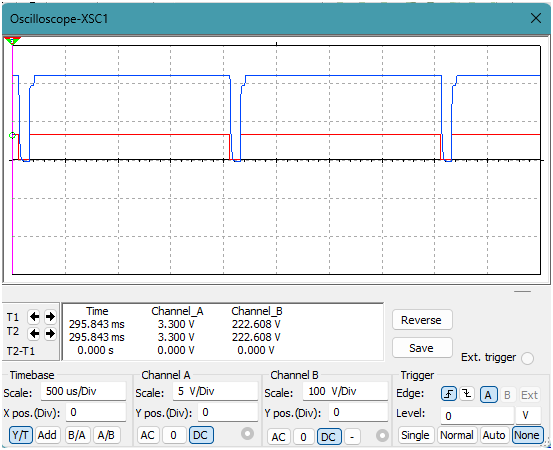 Oscilloscope-XSC1
Time Channel_A Channel_B
T1 295.843 ms 3.300 V 222.608 V
T2 295.843 ms 3.300 V 222.608 V
T2-T1 0.000 s 0.000 V 0.000 V
Reverse
Save
Ext. trigger
Timebase
Scale: 500 us/Div
X pos.(Div): 0
Y/T Add B/A A/B
Channel A
Scale: 5 V/Div
Y pos.(Div): 0
AC 0 DC
Channel B
Scale: 100 V/Div
Y pos.(Div): 0
AC 0 DC -
Trigger
Edge: A B Ext
Level: 0 V
Single Normal Auto None